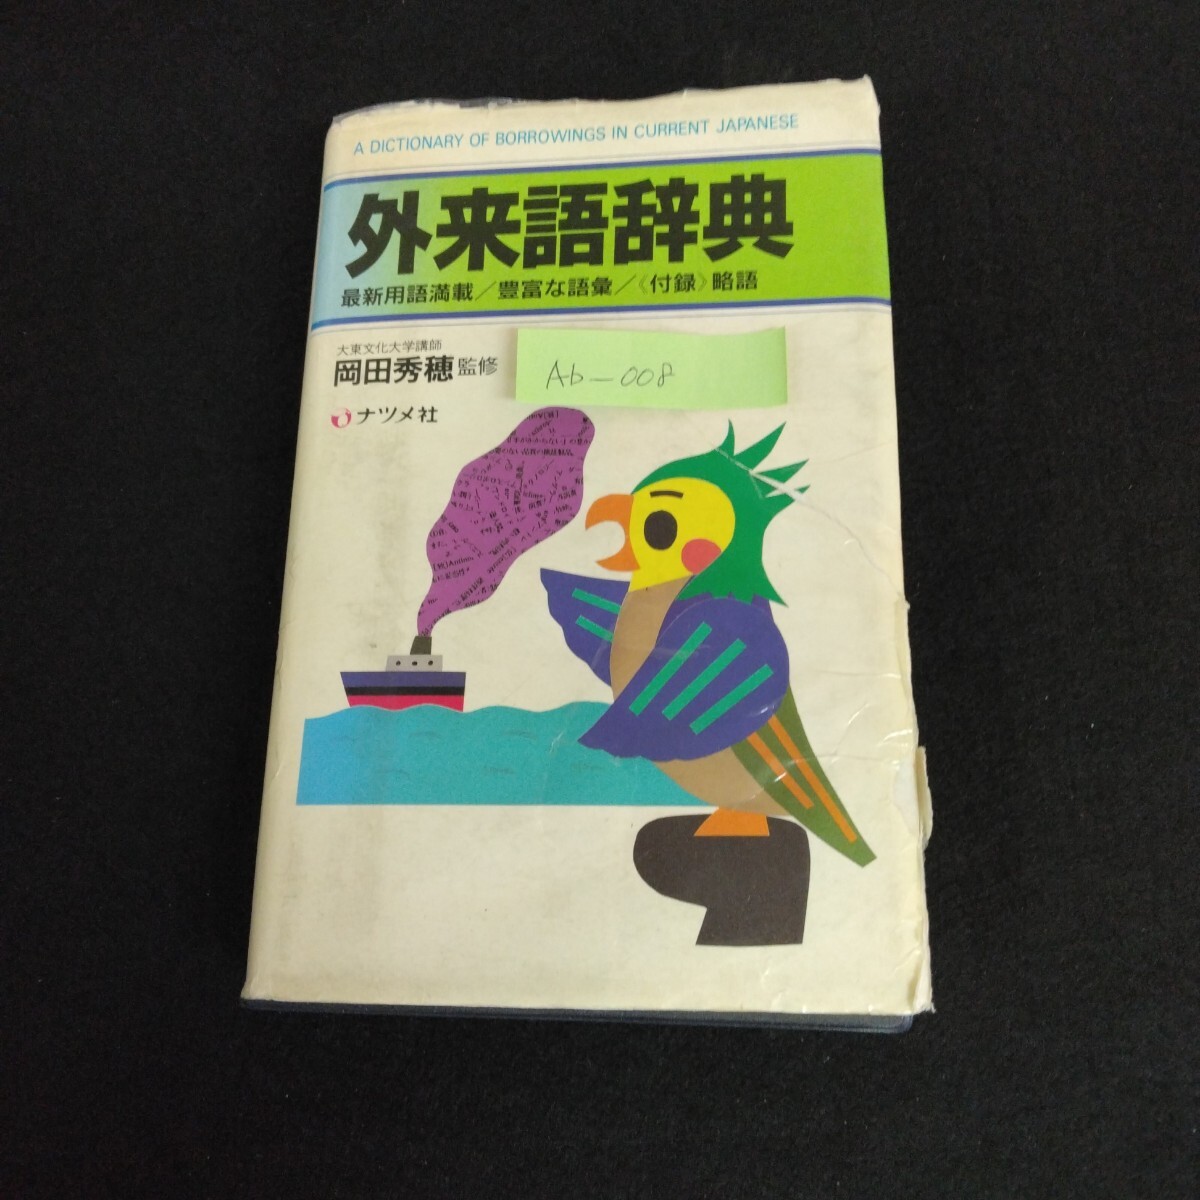 A DICTIONARY OF BORROWINGS IN CURRENT JAPANESE
外来語辞典
最新用語満載／豊富な語彙／《付録》略語
大東文化大学講師
岡田秀穂監修
ナツメ社
Ab-008